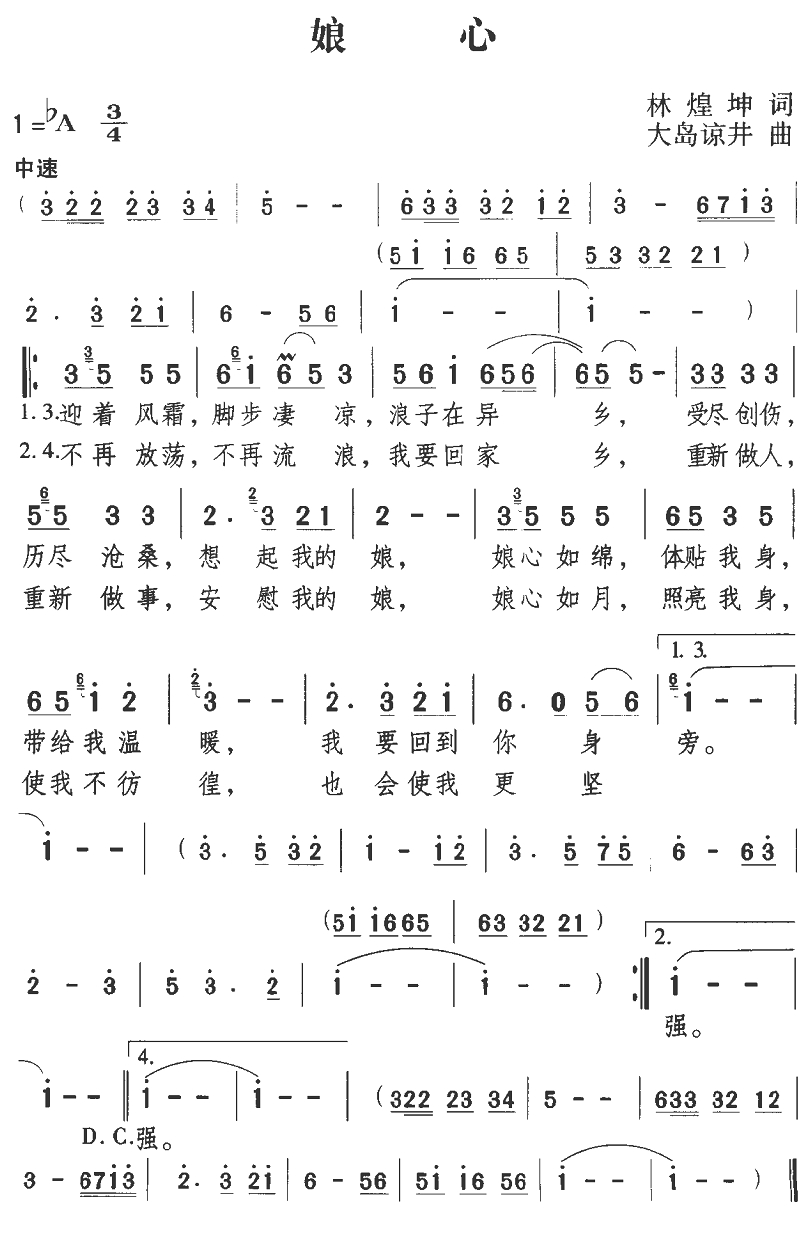 娘 心
林煌坤 词
1=♭A 3/4
大岛谅井 曲
中速
( 3 2 2 2 3 3 4 | 5 - - | 6 3 3 3 2 1 2 | 3 - 6 7 1 3 |
( 5 1 1 6 6 5 | 5 3 3 2 2 1 )
2 . 3 2 1 | 6 - 5 6 | 1 - - | 1 - - ) |
3 3 5 5 5 | 6 6 1 6 5 3 | 5 6 1 6 5 6 | 6 5 5 - | 3 3 3 3 |
1. 3.迎着 风霜,脚步凄 凉,浪子在异 乡, 受尽创伤,
2. 4.不再 放荡,不再流 浪,我要回家 乡, 重新做人,
5 6 5 3 3 | 2 . 2 3 2 1 | 2 - - | 3 3 5 5 5 | 6 5 3 5 |
历尽 沧桑,想 起我的 娘, 娘心如绵,体贴我身,
重新 做事,安 慰我的 娘, 娘心如月,照亮我身,
1. 3.
6 5 6 1 2 | 2 3 - - | 2 . 3 2 1 | 6 . 0 5 6 | 6 1 - - |
带给我温 暖, 我 要回到 你 身 旁。
使我不彷 徨, 也 会使我 更 坚
1 - - | ( 3 . 5 3 2 | 1 - 1 2 | 3 . 5 7 5 | 6 - 6 3 |
( 5 1 1 6 6 5 | 6 3 3 2 2 1 )
2.
2 - 3 | 5 3 . 2 | 1 - - | 1 - - ) :| 1 - - |
强。
4.
1 - - || 1 - - | 1 - - | ( 3 2 2 2 3 3 4 | 5 - - | 6 3 3 3 2 1 2 |
D. C.强。
3 - 6 7 1 3 | 2 . 3 2 1 | 6 - 5 6 | 5 1 1 6 5 6 | 1 - - | 1 - - ) ||